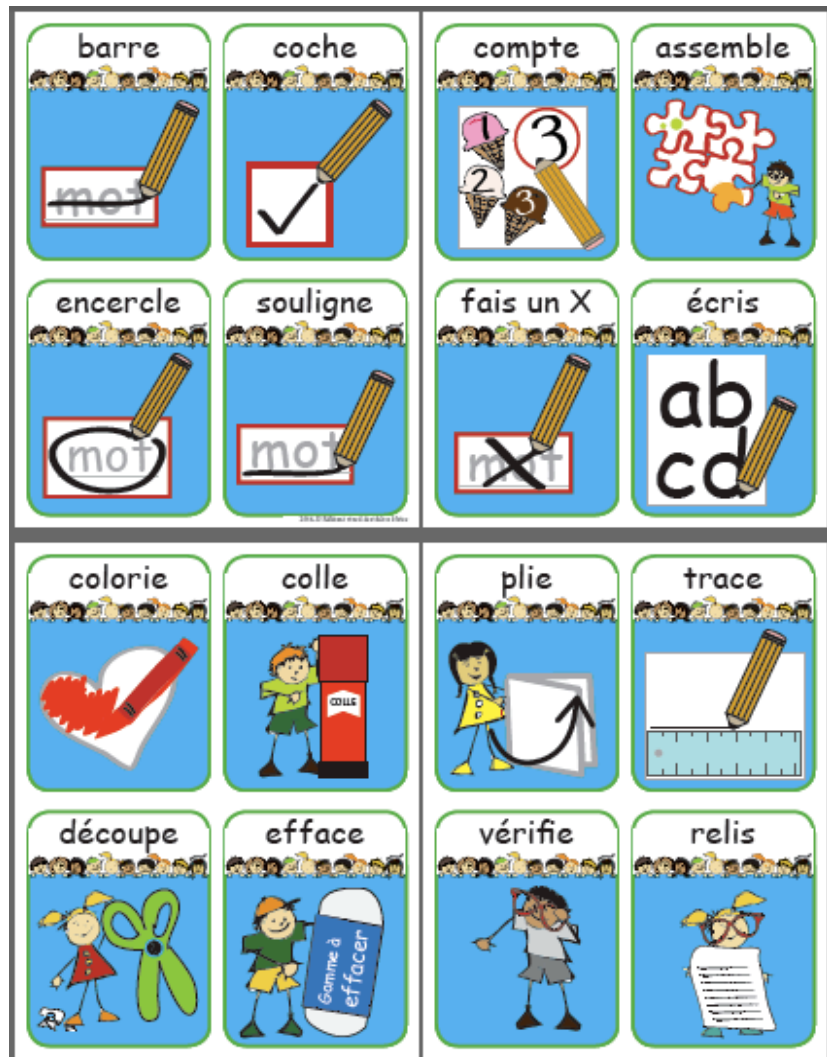 barre
mot
coche
compte
1
2
3
3
assemble
encercle
mot
souligne
mot
fais un X
mot
écris
ab
cd
colorie
colle
COLLE
plie
trace
découpe
efface
Gomme à
effacer
vérifie
relis